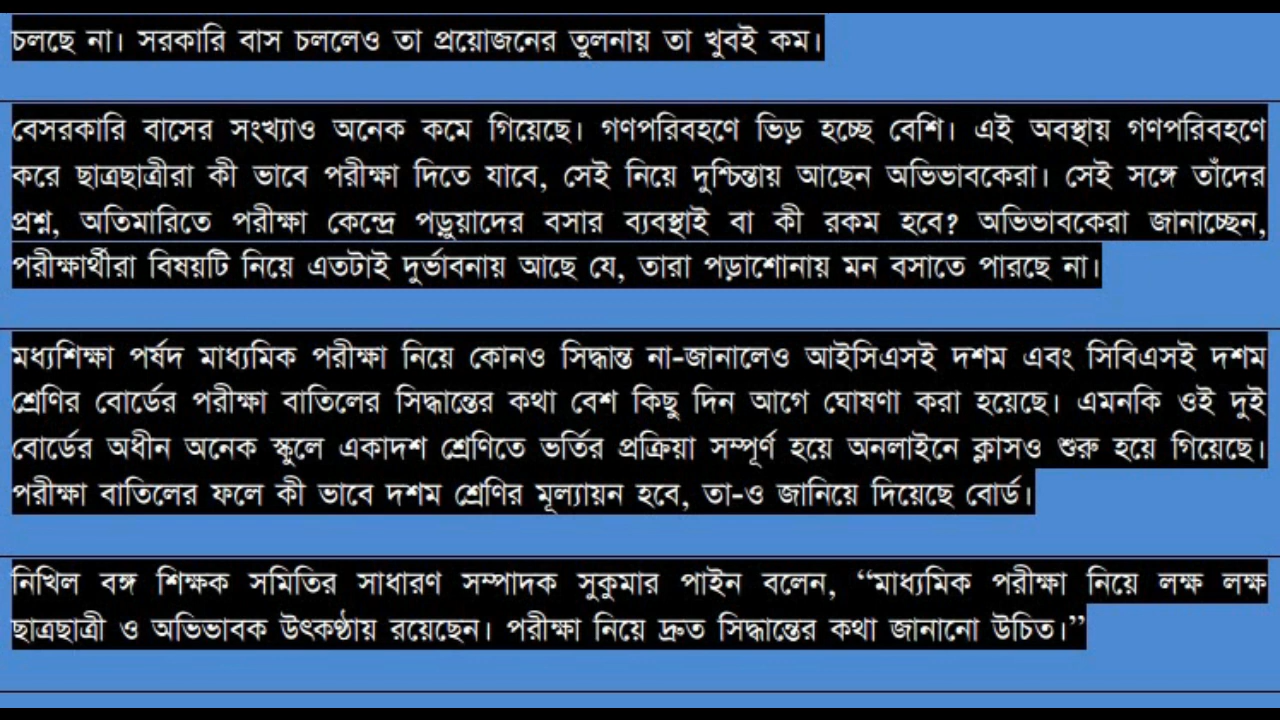 চলছে না। সরকারি বাস চললেও তা প্রয়োজনের তুলনায় তা খুবই কম।
বেসরকারি বাসের সংখ্যাও অনেক কমে গিয়েছে। গণপরিবহণে ভিড় হচ্ছে বেশি। এই অবস্থায় গণপরিবহণে
করে ছাত্রছাত্রীরা কী ভাবে পরীক্ষা দিতে যাবে, সেই নিয়ে দুশ্চিন্তায় আছেন অভিভাবকেরা। সেই সঙ্গে তাঁদের
প্রশ্ন, অতিমারিতে পরীক্ষা কেন্দ্রে পড়ুয়াদের বসার ব্যবস্থাই বা কী রকম হবে? অভিভাবকেরা জানাচ্ছেন,
পরীক্ষার্থীরা বিষয়টি নিয়ে এতটাই দুর্ভাবনায় আছে যে, তারা পড়াশোনায় মন বসাতে পারছে না।
মধ্যশিক্ষা পর্ষদ মাধ্যমিক পরীক্ষা নিয়ে কোনও সিদ্ধান্ত না-জানালেও আইসিএসই দশম এবং সিবিএসই দশম
শ্রেণির বোর্ডের পরীক্ষা বাতিলের সিদ্ধান্তের কথা বেশ কিছু দিন আগে ঘোষণা করা হয়েছে। এমনকি ওই দুই
বোর্ডের অধীন অনেক স্কুলে একাদশ শ্রেণিতে ভর্তির প্রক্রিয়া সম্পূর্ণ হয়ে অনলাইনে ক্লাসও শুরু হয়ে গিয়েছে।
পরীক্ষা বাতিলের ফলে কী ভাবে দশম শ্রেণির মূল্যায়ন হবে, তা-ও জানিয়ে দিয়েছে বোর্ড।
নিখিল বঙ্গ শিক্ষক সমিতির সাধারণ সম্পাদক সুকুমার পাইন বলেন, ‘‘মাধ্যমিক পরীক্ষা নিয়ে লক্ষ লক্ষ
ছাত্রছাত্রী ও অভিভাবক উৎকণ্ঠায় রয়েছেন। পরীক্ষা নিয়ে দ্রুত সিদ্ধান্তের কথা জানানো উচিত।’’